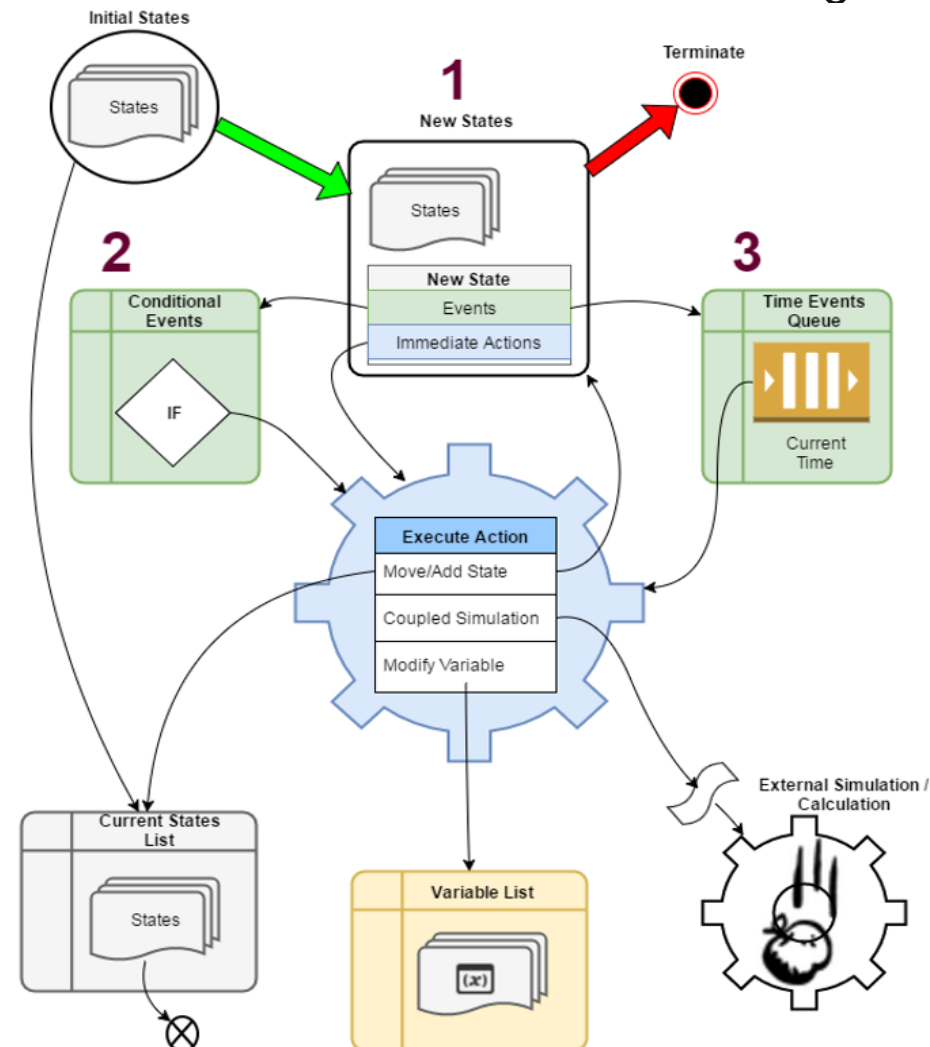 Initial States
States
1
New States
Terminate
States
New State
Events
Immediate Actions
2
Conditional
Events
IF
3
Time Events
Queue
Current
Time
Execute Action
Move/Add State
Coupled Simulation
Modify Variable
Current States
List
States
Variable List
(x)
External Simulation /
Calculation